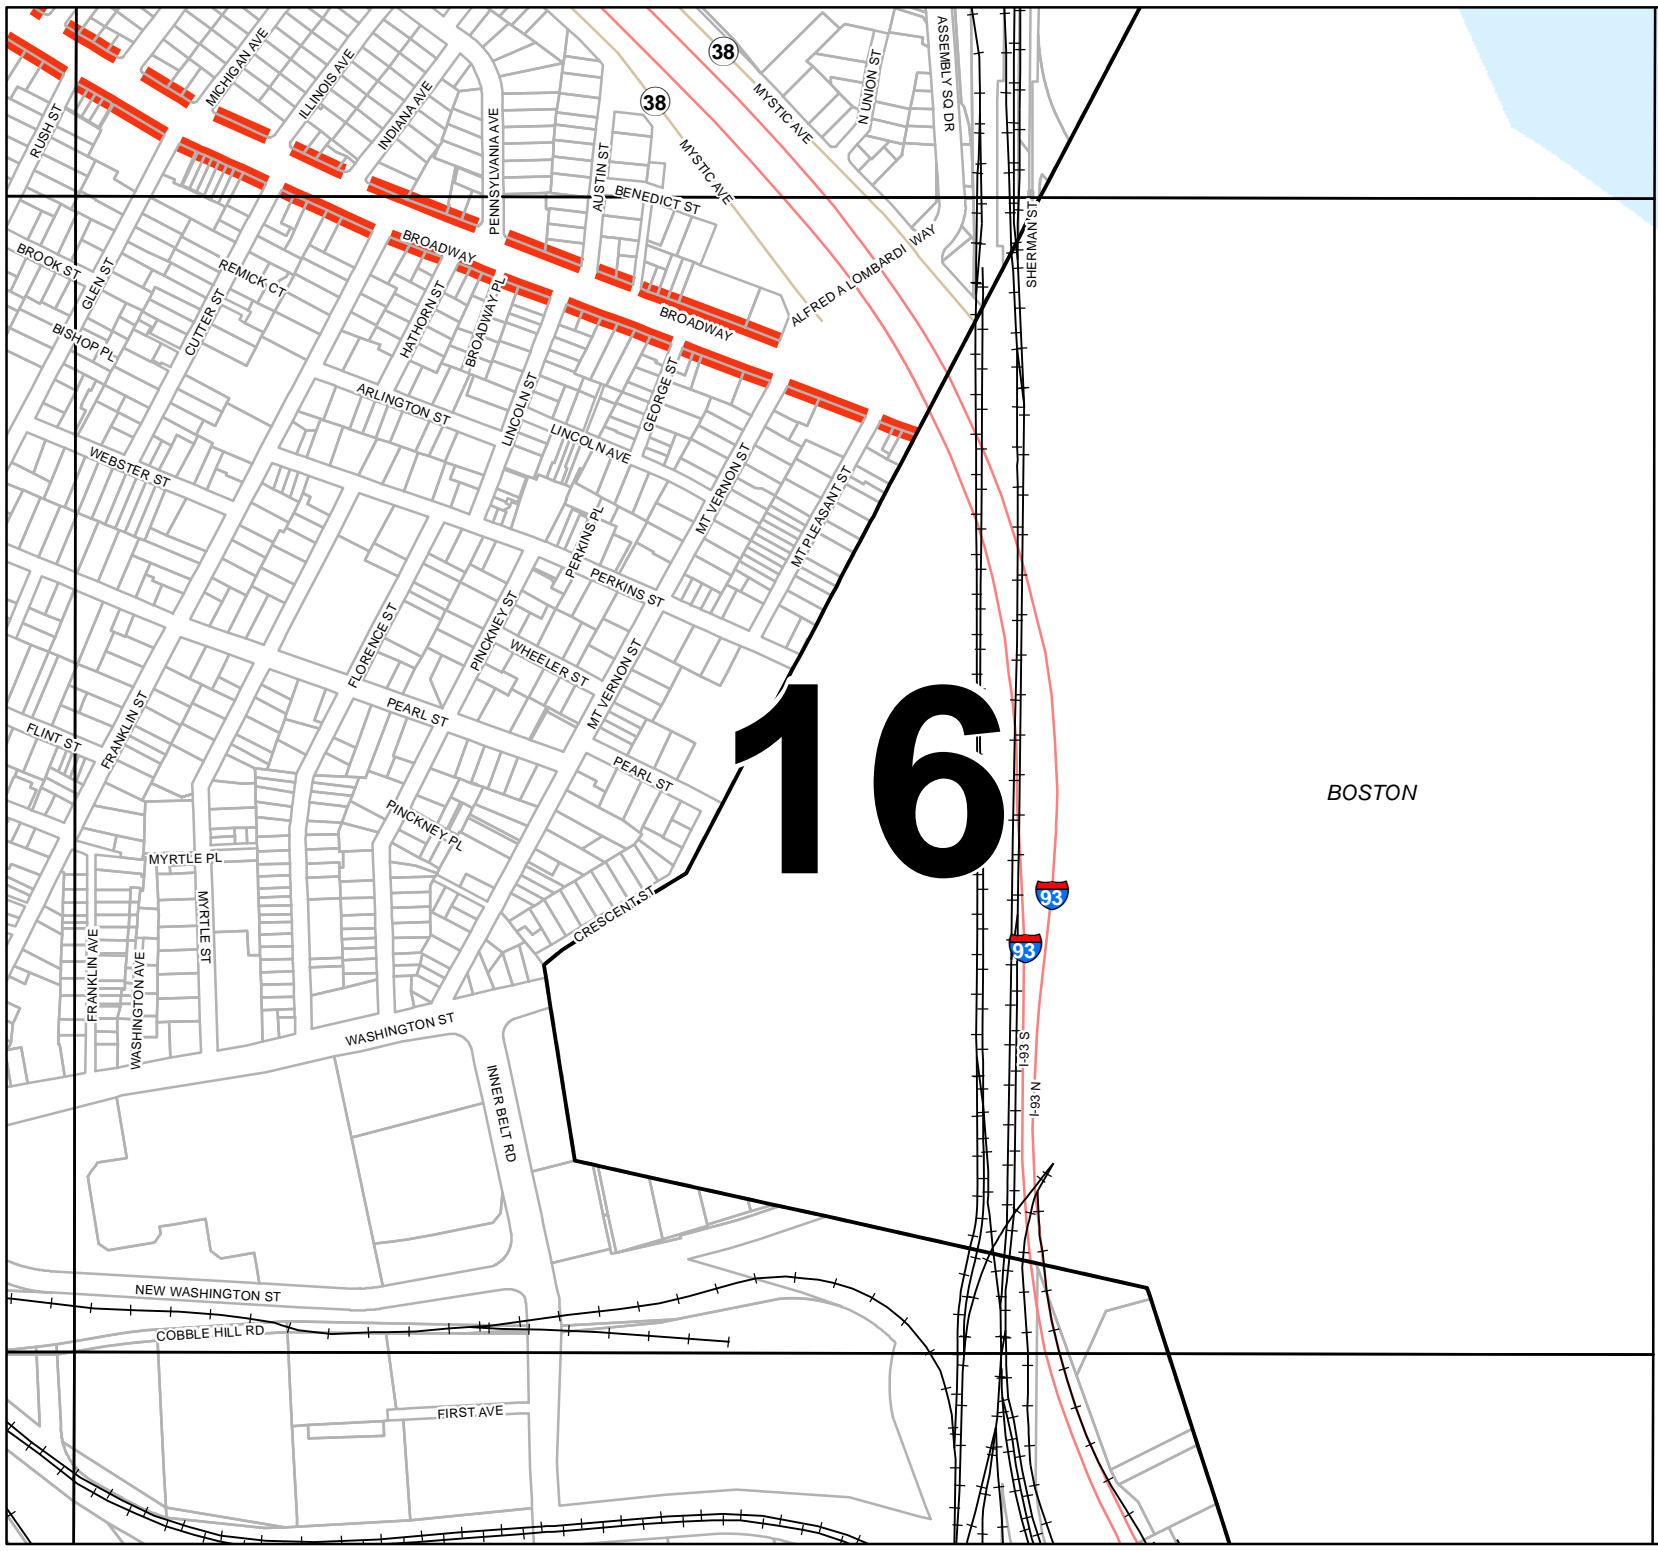 38
38
MICHIGAN AVE
ILLINOIS AVE
INDIANA AVE
RUSH ST
PENNSYLVANIA AVE
AUSTIN ST
BENEDICT ST
MYSTIC AVE
MYSTIC AVE
N UNION ST
ASSEMBLY SQ DR
SHERMAN ST
ALFRED A LOMBARDI WAY
BROADWAY
BROADWAY
BROOK ST
GLEN ST
REMICK CT
CUTTER ST
BISHOP PL
HATHORN ST
BROADWAY PL
ARLINGTON ST
LINCOLN ST
LINCOLN AVE
GEORGE ST
WEBSTER ST
MT VERNON ST
MT PLEASANT ST
PERKINS PL
PERKINS ST
FLORENCE ST
PINCKNEY ST
WHEELER ST
MT VERNON ST
FRANKLIN ST
FLINT ST
PEARL ST
PEARL ST
16
BOSTON
PINCKNEY PL
MYRTLE PL
MYRTLE ST
CRESCENT ST
93
93
FRANKLIN AVE
WASHINGTON AVE
WASHINGTON ST
INNER BELT RD
I-93 S
I-93 N
NEW WASHINGTON ST
COBBLE HILL RD
FIRST AVE